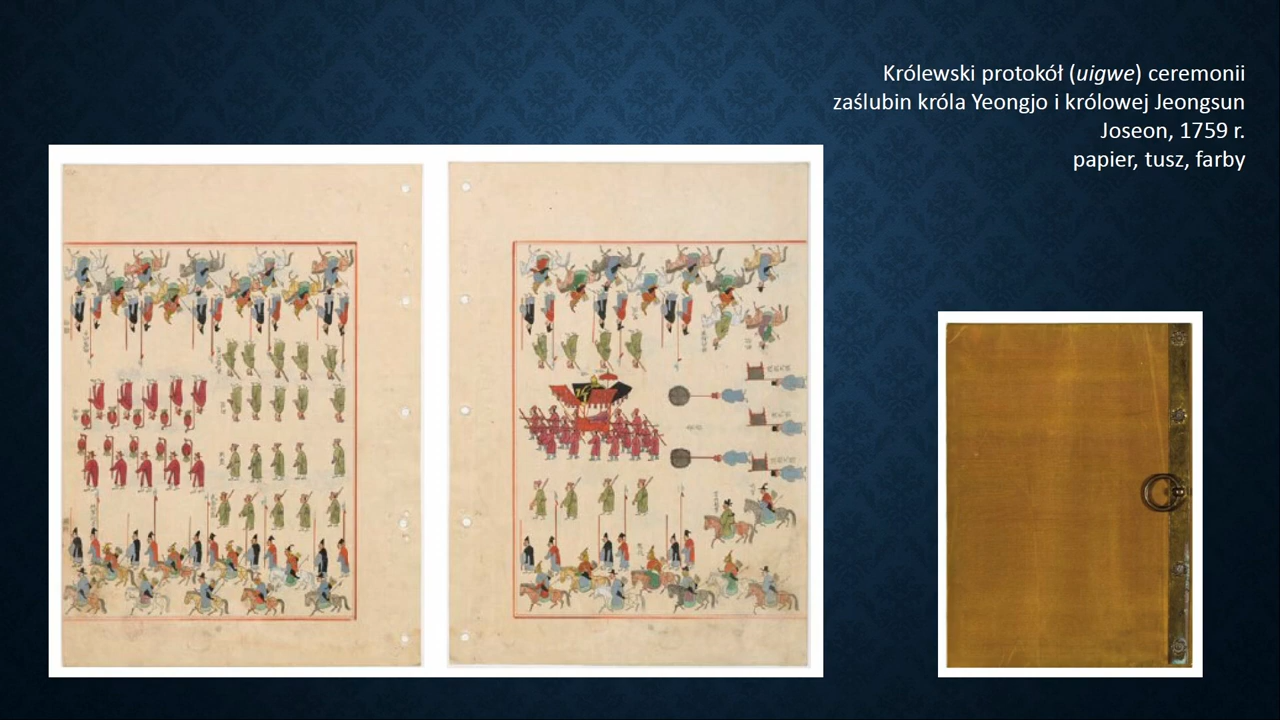 Królewski protokół (uigwe) ceremonii
zaślubin króla Yeongjo i królowej Jeongsun
Joseon, 1759 r.
papier, tusz, farby